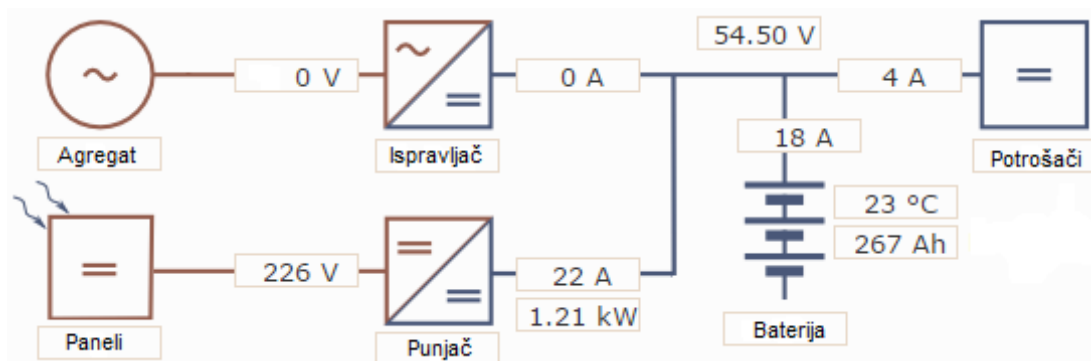 54.50 V
0 V
0 A
4 A
Agregat
Ispravljač
18 A
Potrošači
23 °C
267 Ah
226 V
22 A
1.21 kW
Paneli
Punjač
Baterija